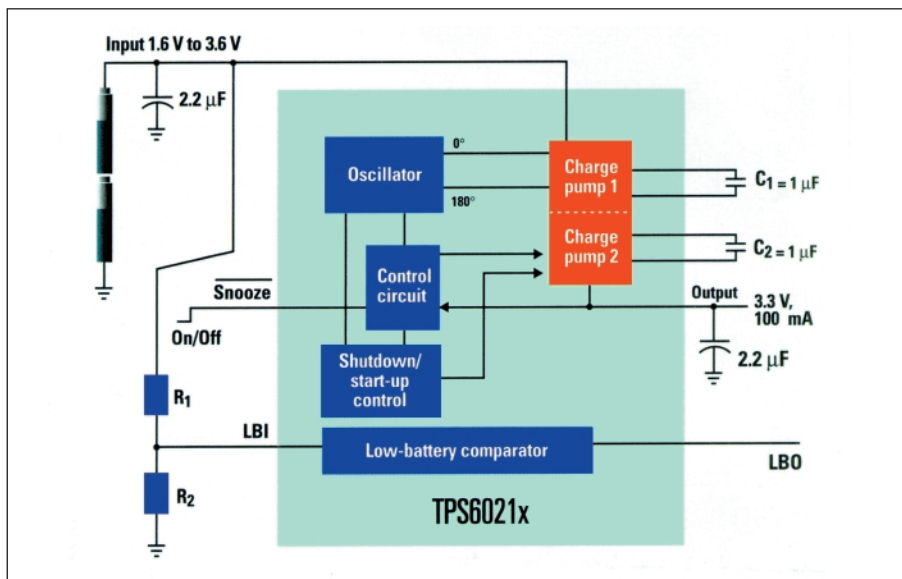 Input 1.6 V to 3.6 V
2.2 μF
0°
Oscillator
180°
Charge
pump 1
C1 = 1 μF
Charge
pump 2
C2 = 1 μF
Snooze
On/Off
Control
circuit
Output
3.3 V,
100 mA
2.2 μF
Shutdown/
start-up
control
R1
LBI
Low-battery comparator
LBO
R2
TPS6021x